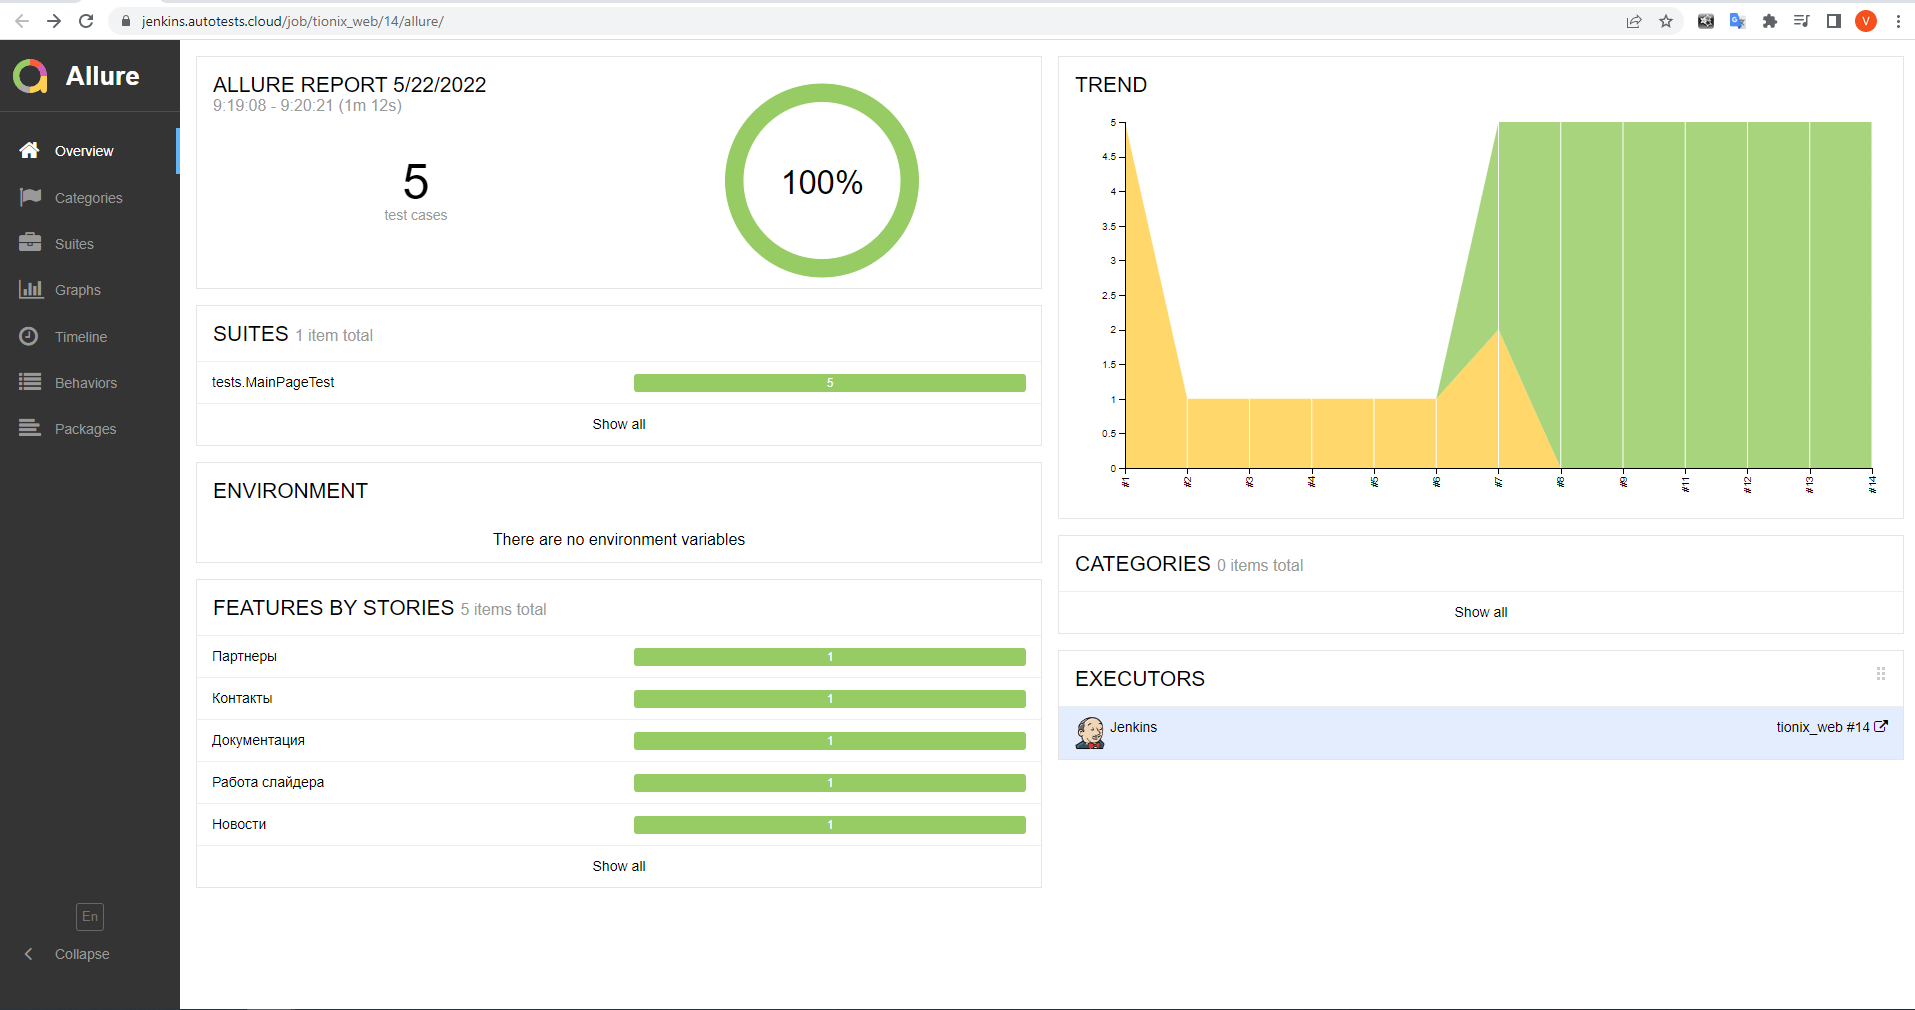 jenkins.autotests.cloud/job/tionix_web/14/allure/
V
Allure
Overview
Categories
Suites
Graphs
Timeline
Behaviors
Packages
En
Collapse
ALLURE REPORT 5/22/2022
9:19:08 - 9:20:21 (1m 12s)
5
test cases
100%
SUITES 1 item total
tests.MainPageTest 5
Show all
ENVIRONMENT
There are no environment variables
FEATURES BY STORIES 5 items total
Партнеры 1
Контакты 1
Документация 1
Работа слайдера 1
Новости 1
Show all
TREND
5
4.5
4
3.5
3
2.5
2
1.5
1
0.5
0
#1 #2 #3 #4 #5 #6 #7 #8 #9 #11 #12 #13 #14
CATEGORIES 0 items total
Show all
EXECUTORS
Jenkins tionix_web #14